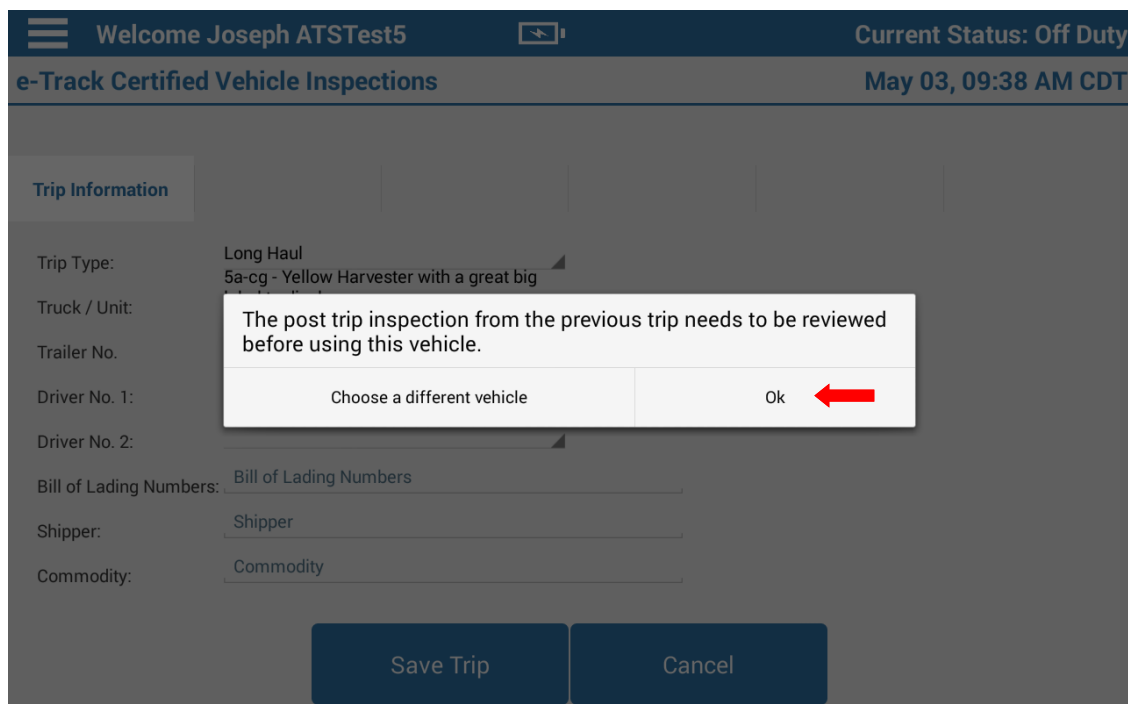 Welcome Joseph ATSTest5
Current Status: Off Duty
e-Track Certified Vehicle Inspections
May 03, 09:38 AM CDT
Trip Information
Trip Type:
Long Haul
5a-cg - Yellow Harvester with a great big
Truck / Unit:
The post trip inspection from the previous trip needs to be reviewed
before using this vehicle.
Trailer No.
Driver No. 1:
Choose a different vehicle
Ok
Driver No. 2:
Bill of Lading Numbers:
Bill of Lading Numbers
Shipper:
Shipper
Commodity:
Commodity
Save Trip
Cancel